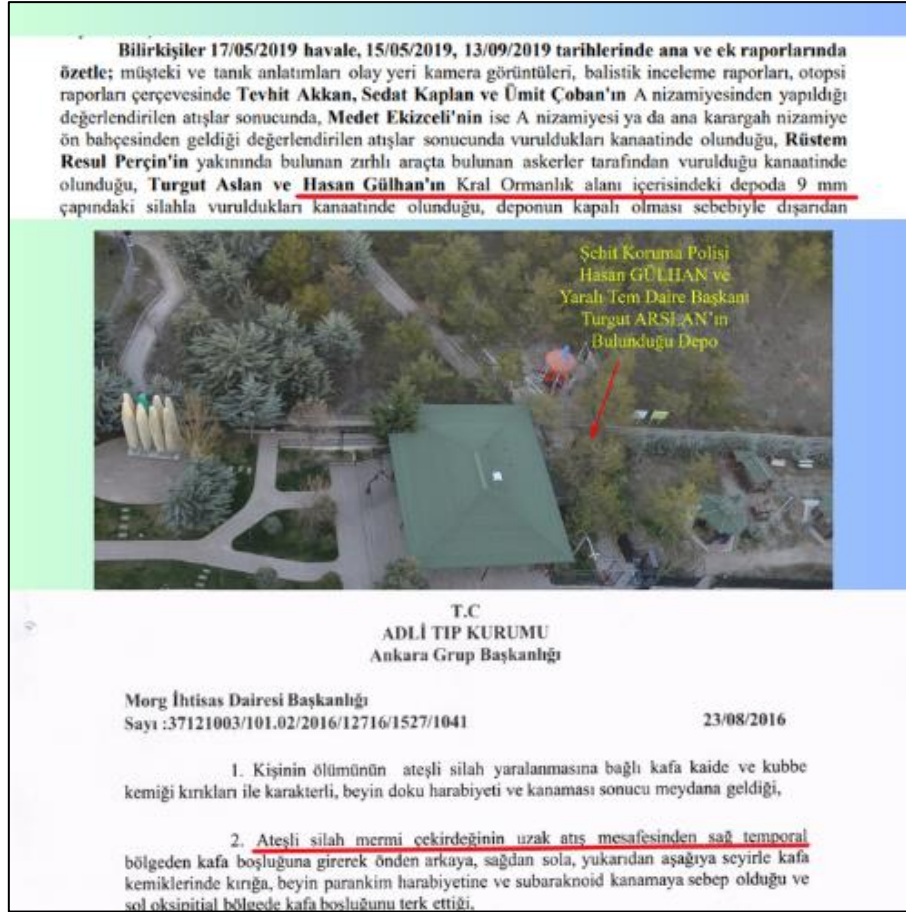 Bilirkişiler 17/05/2019 havale, 15/05/2019, 13/09/2019 tarihlerinde ana ve ek raporlarında
özetle; müşteki ve tanık anlatımları olay yeri kamera görüntüleri, balistik inceleme raporları, otopsi
raporları çerçevesinde Tevhit Akkan, Sedat Kaplan ve Ümit Çoban'ın A nizamiyesinden yapıldığı
değerlendirilen atışlar sonucunda, Medet Ekizceli'nin ise A nizamiyesi ya da ana karargah nizamiye
ön bahçesinden geldiği değerlendirilen atışlar sonucunda vuruldukları kanaatinde olunduğu, Rüstem
Resul Perçin'in yakınında bulunan zırhlı araçta bulunan askerler tarafından vurulduğu kanaatinde
olunduğu, Turgut Aslan ve Hasan Gülhan'ın Kral Ormanlık alanı içerisindeki depoda 9 mm
çapındaki silahla vuruldukları kanaatinde olunduğu, deponun kapalı olması sebebiyle dışarıdan
Şehit Koruma Polisi
Hasan GÜLHAN ve
Yaralı Tem Daire Başkanı
Turgut ARSLAN'ın
Bulunduğu Depo
T.C
ADLİ TIP KURUMU
Ankara Grup Başkanlığı
Morg İhtisas Dairesi Başkanlığı
Sayı :37121003/101.02/2016/12716/1527/1041 23/08/2016
1. Kişinin ölümünün ateşli silah yaralanmasına bağlı kafa kaide ve kubbe
kemiği kırıkları ile karakterli, beyin doku harabiyeti ve kanaması sonucu meydana geldiği,
2. Ateşli silah mermi çekirdeğinin uzak atış mesafesinden sağ temporal
bölgeden kafa boşluğuna girerek önden arkaya, sağdan sola, yukarıdan aşağıya seyirle kafa
kemiklerinde kırığa, beyin parankim harabiyetine ve subaraknoid kanamaya sebep olduğu ve
sol oksipitial bölgede kafa boşluğunu terk ettiği,